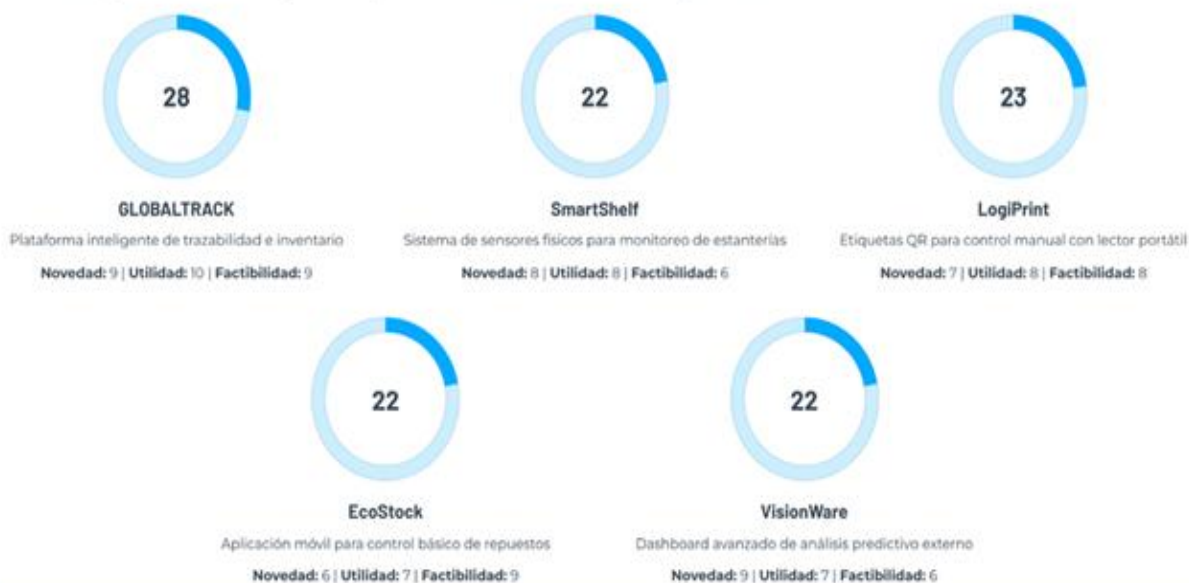 28
22
23
GLOBALTRACK
SmartShelf
LogiPrint
Plataforma inteligente de trazabilidad e inventario
Sistema de sensores físicos para monitoreo de estanterías
Etiquetas QR para control manual con lector portátil
Novedad: 9 | Utilidad: 10 | Factibilidad: 9
Novedad: 8 | Utilidad: 8 | Factibilidad: 6
Novedad: 7 | Utilidad: 8 | Factibilidad: 8
22
22
EcoStock
VisionWare
Aplicación móvil para control básico de repuestos
Dashboard avanzado de análisis predictivo externo
Novedad: 6 | Utilidad: 7 | Factibilidad: 9
Novedad: 9 | Utilidad: 7 | Factibilidad: 6